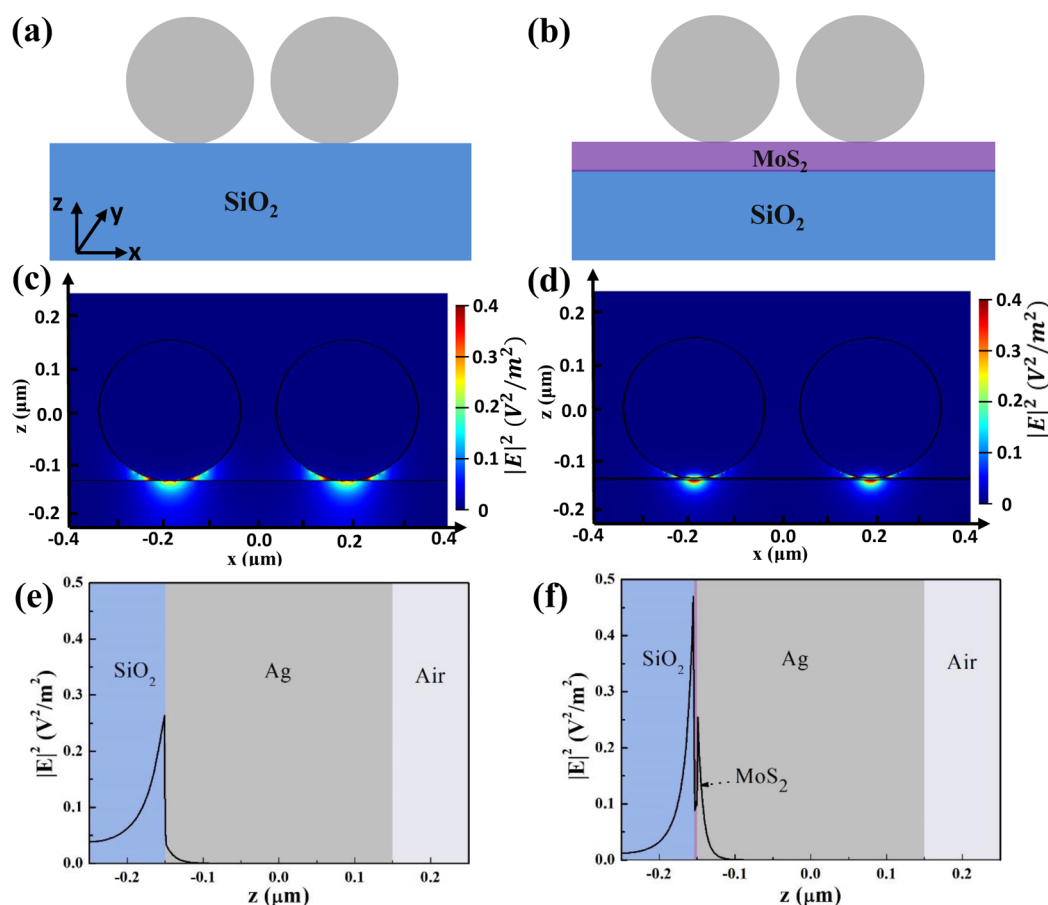 (a)
(b)
SiO2
z
y
x
MoS2
SiO2
(c)
0.2
0.1
0.0
-0.1
-0.2
z (μm)
-0.4
-0.2
0.0
0.2
0.4
x (μm)
0.4
0.3
0.2
0.1
0
|E|² (V²/m²)
(d)
0.2
0.1
0.0
-0.1
-0.2
z (μm)
-0.4
-0.2
0.0
0.2
0.4
x (μm)
0.4
0.3
0.2
0.1
0
|E|² (V²/m²)
(e)
0.5
0.4
0.3
0.2
0.1
0.0
|E|² (V²/m²)
SiO2
Ag
Air
-0.2
-0.1
0.0
0.1
0.2
z (μm)
(f)
0.5
0.4
0.3
0.2
0.1
0.0
|E|² (V²/m²)
SiO2
Ag
Air
MoS2
-0.2
-0.1
0.0
0.1
0.2
z (μm)